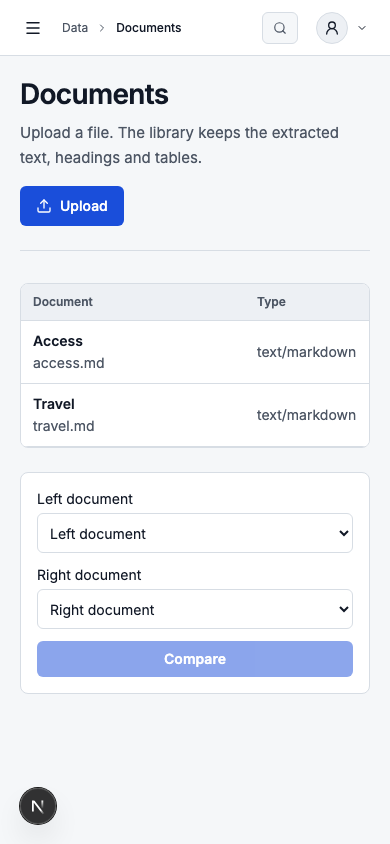 Data > Documents
Documents
Upload a file. The library keeps the extracted
text, headings and tables.
Upload
Document Type
Access
access.md
text/markdown
Travel
travel.md
text/markdown
Left document
Left document
Right document
Right document
Compare
N